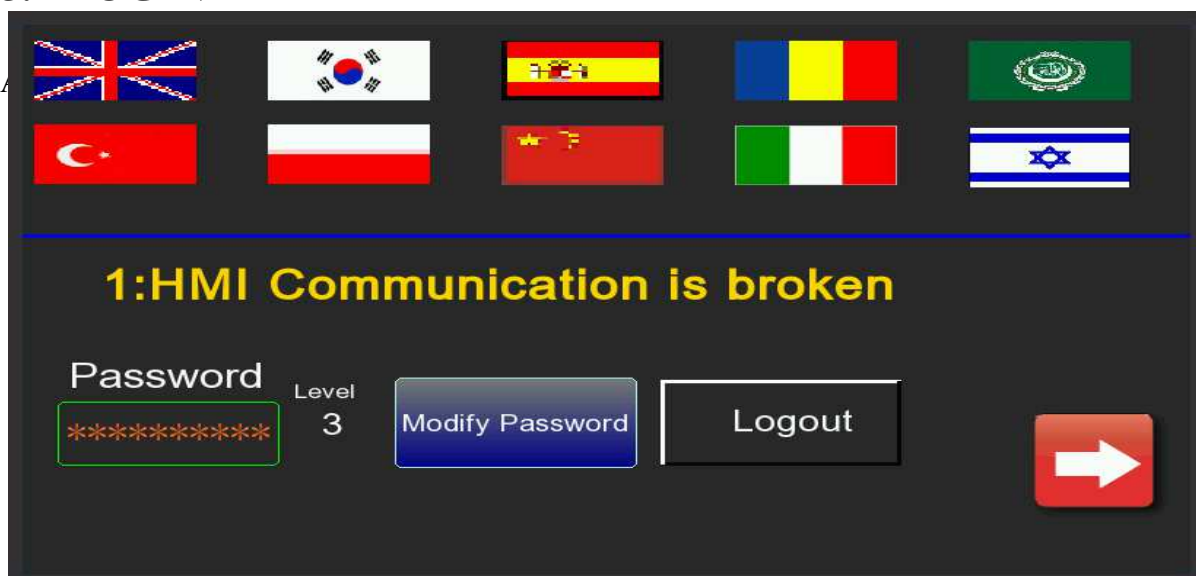 1:HMI Communication is broken
Password
Level
**********
3
Modify Password
Logout